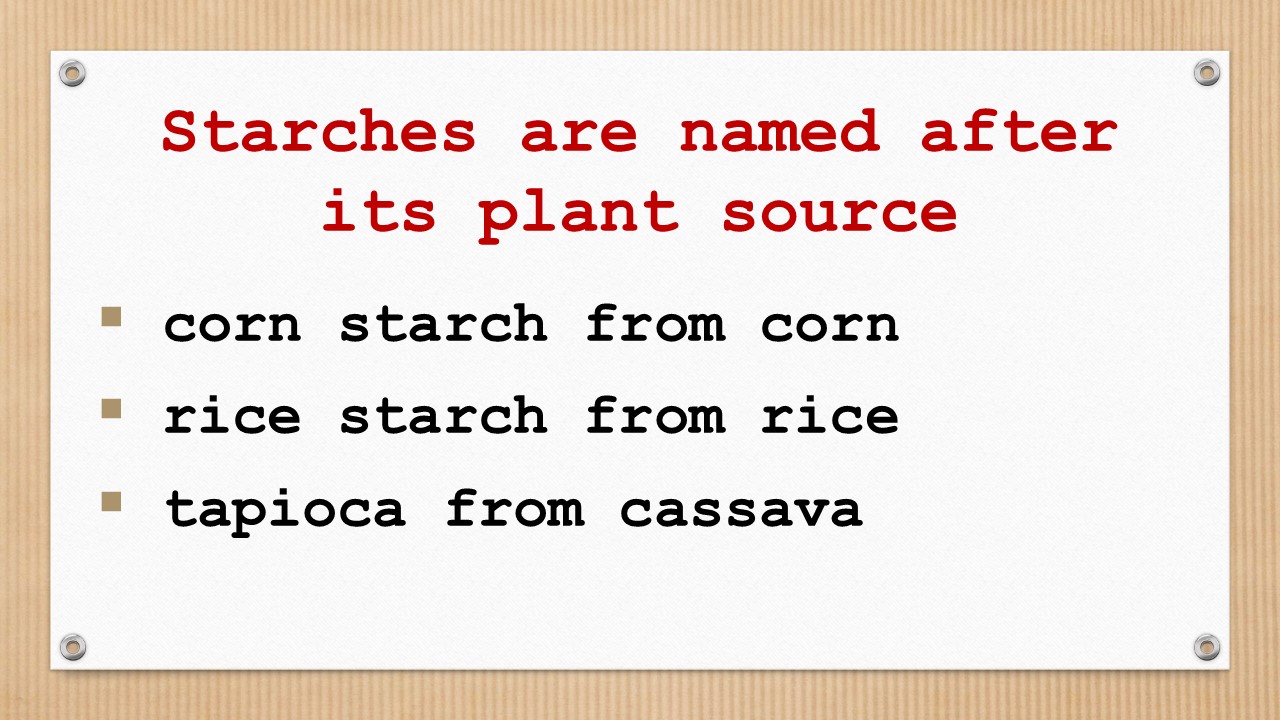 Starches are named after
its plant source
corn starch from corn
rice starch from rice
tapioca from cassava